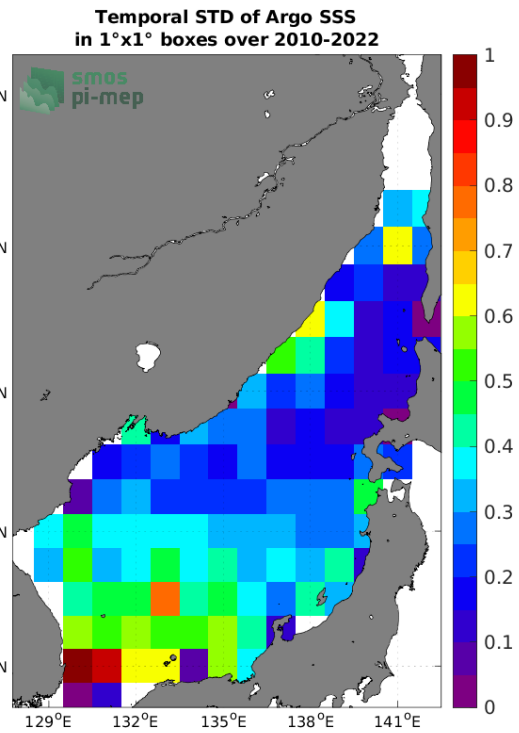 Temporal STD of Argo SSS
in 1°x1° boxes over 2010-2022
smos
pi-mep
N
N
N
N
N
1
0.9
0.8
0.7
0.6
0.5
0.4
0.3
0.2
0.1
0
129°E 132°E 135°E 138°E 141°E